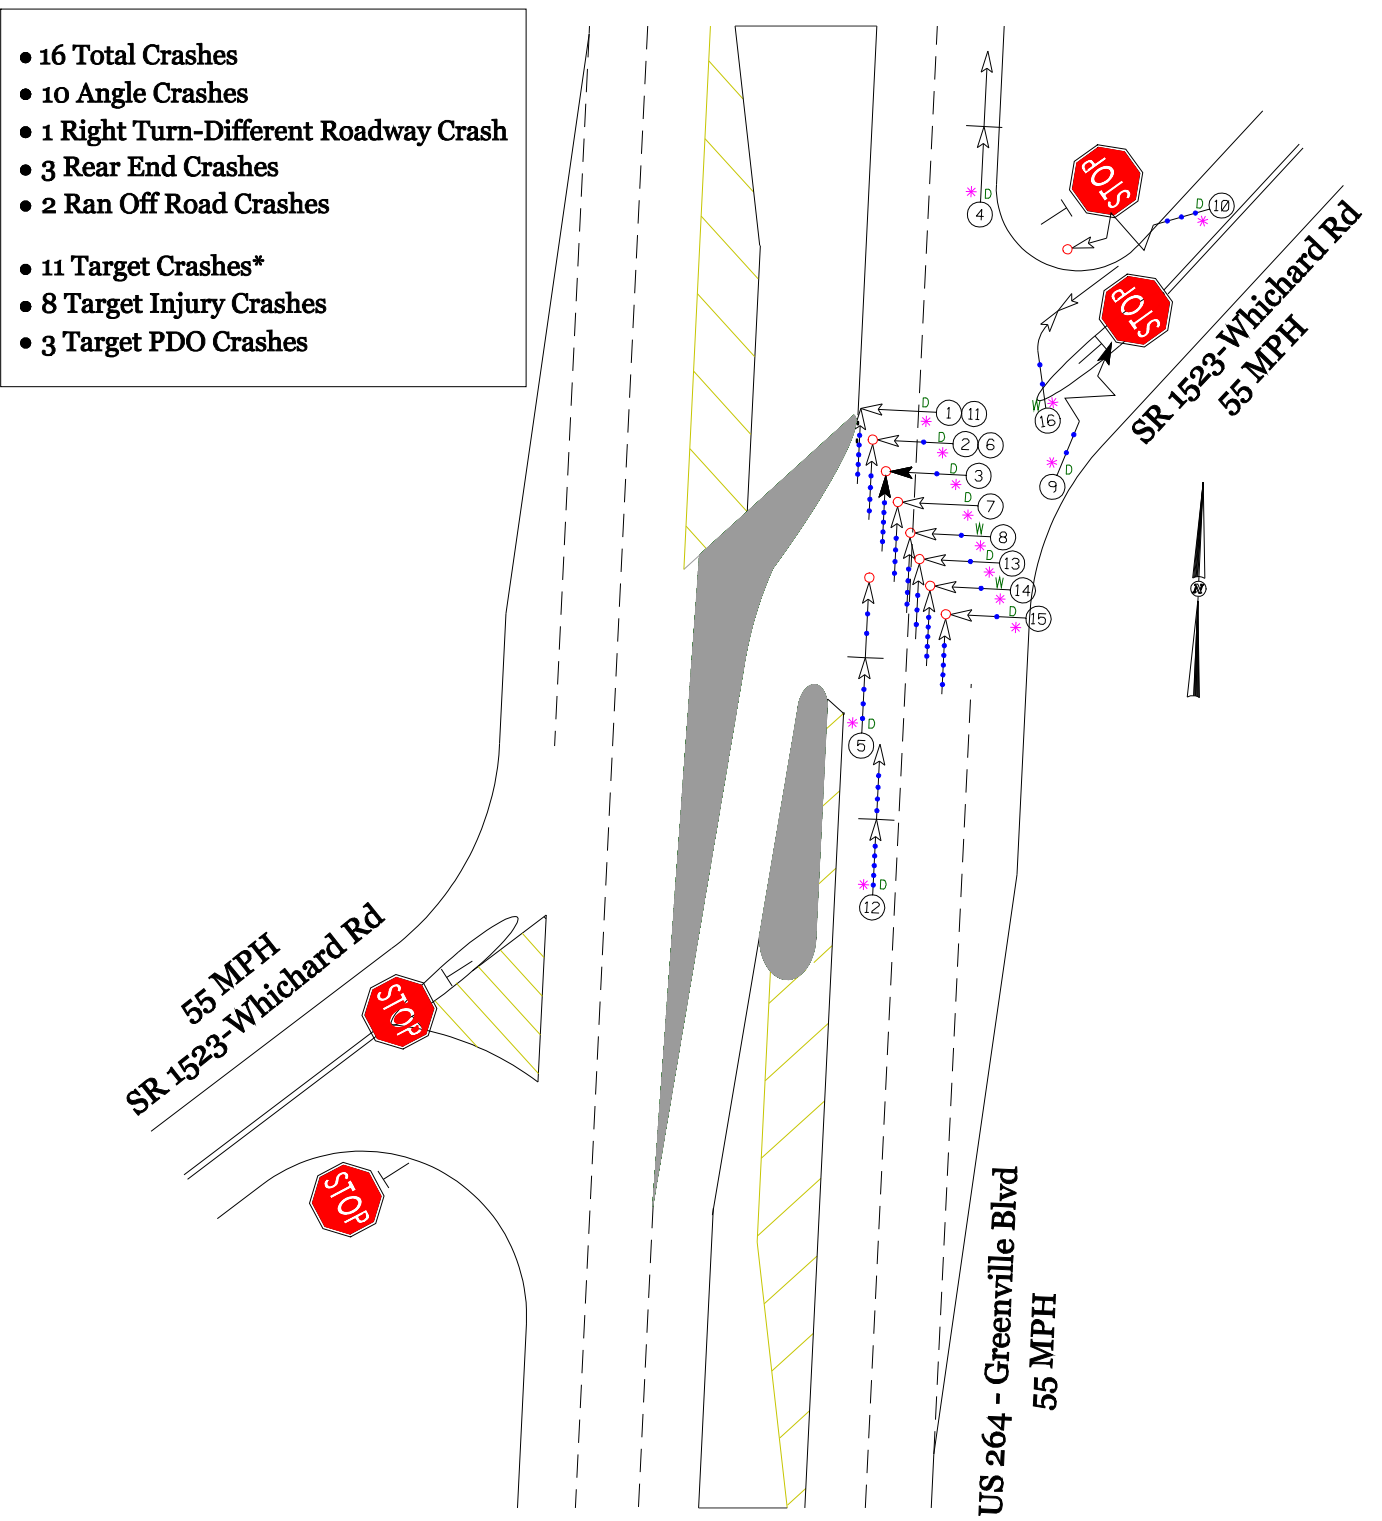 • 16 Total Crashes
• 10 Angle Crashes
• 1 Right Turn-Different Roadway Crash
• 3 Rear End Crashes
• 2 Ran Off Road Crashes
• 11 Target Crashes*
• 8 Target Injury Crashes
• 3 Target PDO Crashes
D
4
STOP
D
10
STOP
SR 1523-Whichard Rd
55 MPH
W
16
D
9
D
1 11
D
2 6
D
3
D
7
W
8
D
13
W
14
D
15
N
D
5
D
12
55 MPH
SR 1523-Whichard Rd
STOP
STOP
US 264 - Greenville Blvd
55 MPH